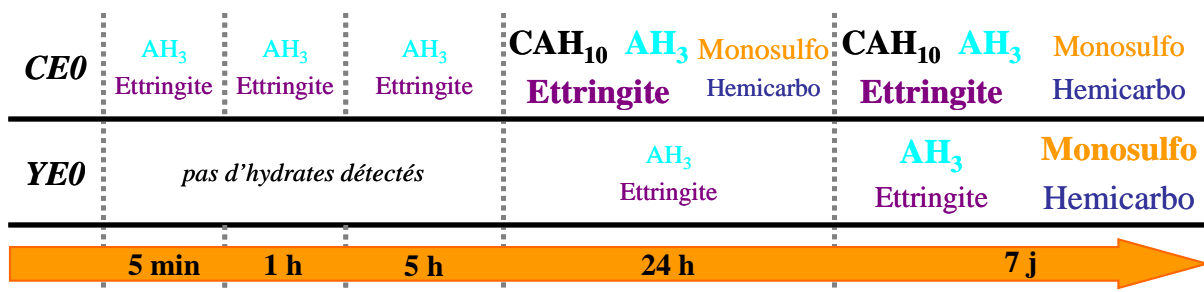 CE0
AH₃
Ettringite
AH₃
Ettringite
AH₃
Ettringite
CAH₁₀ AH₃ Monosulfo
Ettringite Hemicarbo
CAH₁₀ AH₃ Monosulfo
Ettringite Hemicarbo
YE0
pas d'hydrates détectés
AH₃
Ettringite
AH₃ Monosulfo
Ettringite Hemicarbo
5 min 1 h 5 h 24 h 7 j